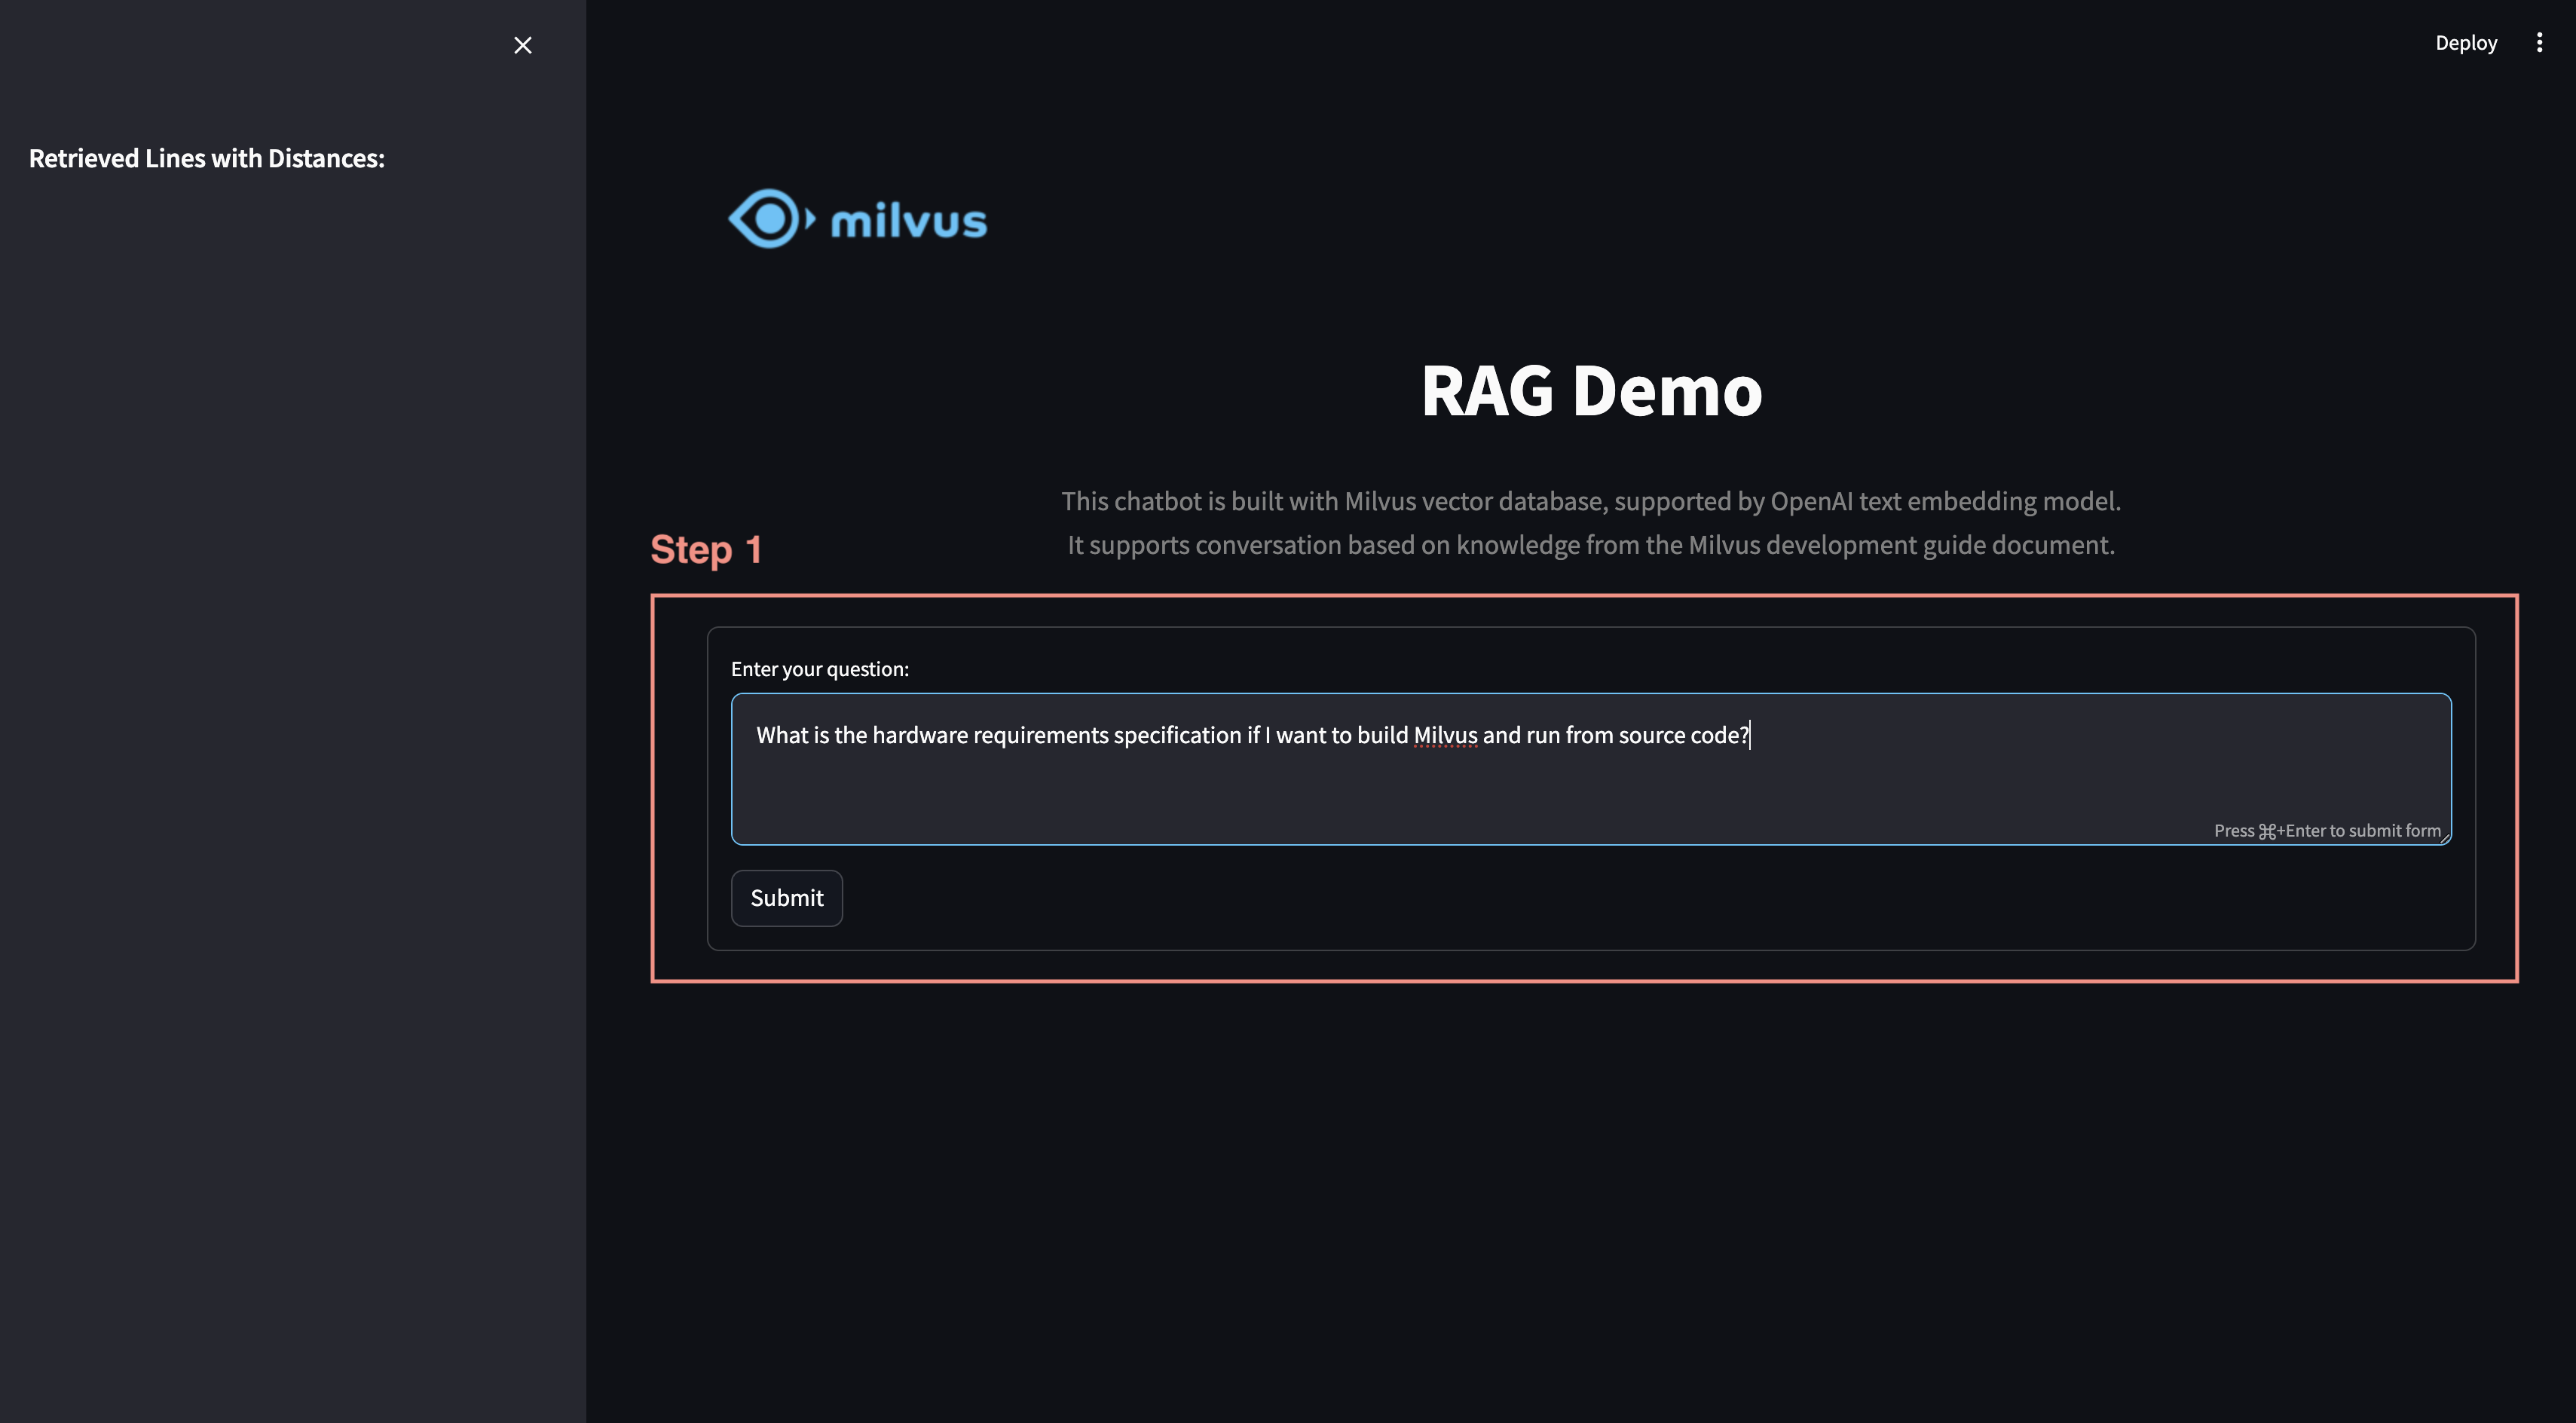 Deploy
Retrieved Lines with Distances:
milvus
RAG Demo
This chatbot is built with Milvus vector database, supported by OpenAI text embedding model.
It supports conversation based on knowledge from the Milvus development guide document.
Step 1
Enter your question:
What is the hardware requirements specification if I want to build Milvus and run from source code?
Press ⌘+Enter to submit form
Submit